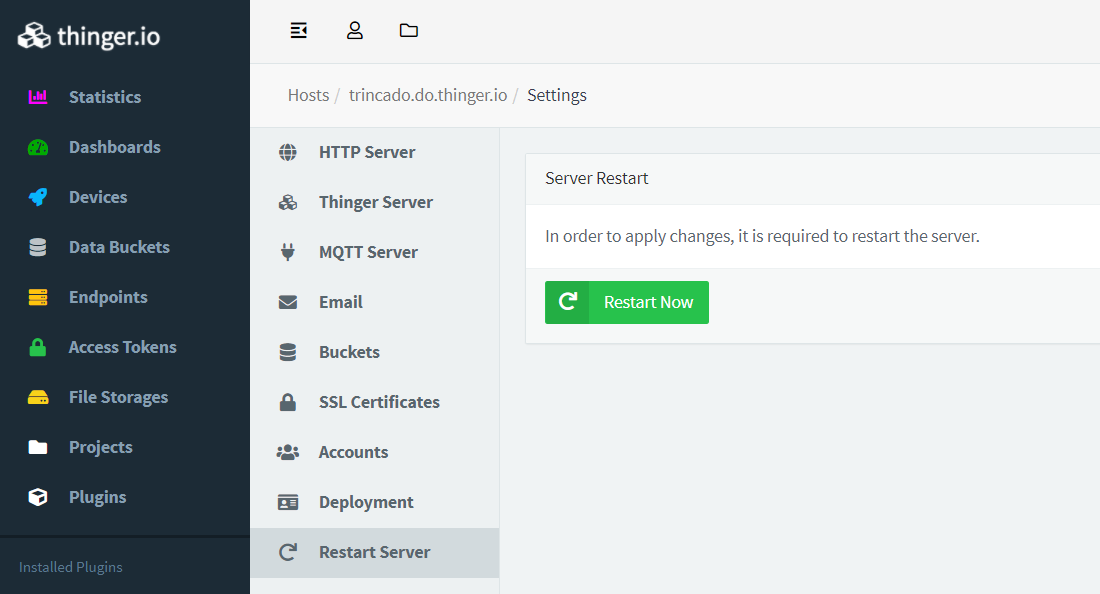 thinger.io
Statistics
Dashboards
Devices
Data Buckets
Endpoints
Access Tokens
File Storages
Projects
Plugins
Installed Plugins
Hosts / trincado.do.thinger.io / Settings
HTTP Server
Thinger Server
MQTT Server
Email
Buckets
SSL Certificates
Accounts
Deployment
Restart Server
Server Restart
In order to apply changes, it is required to restart the server.
Restart Now